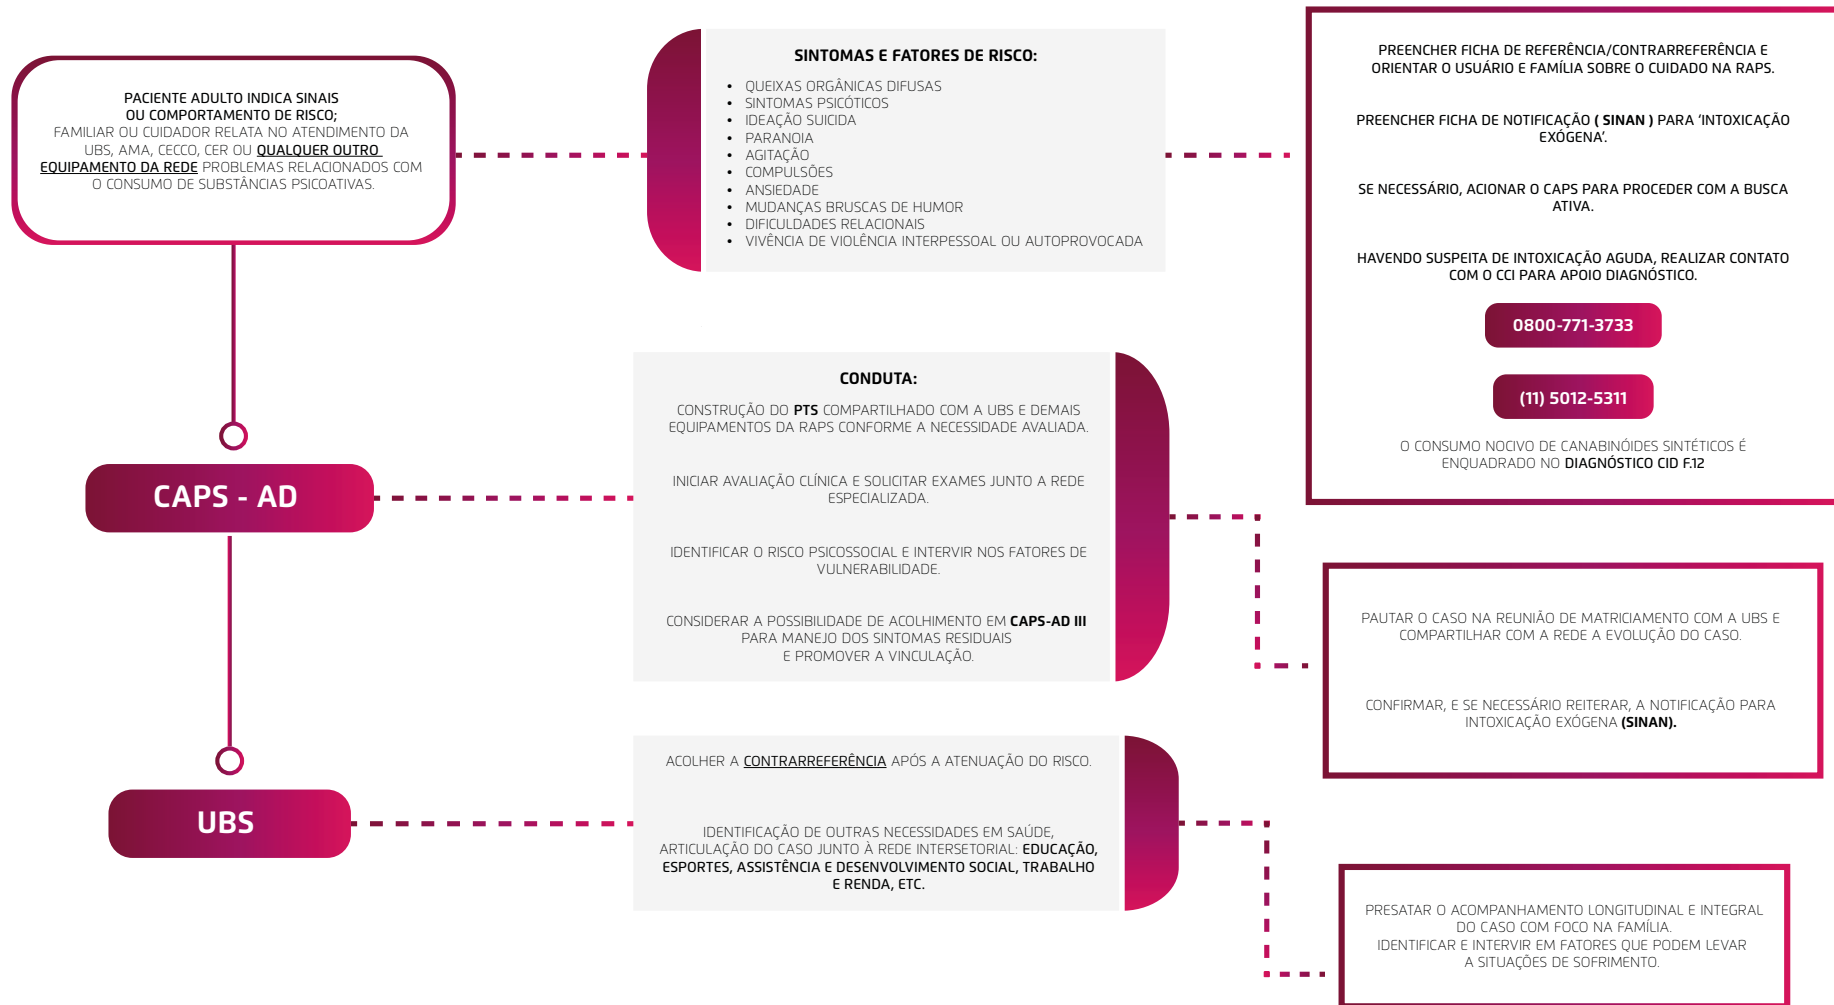 PACIENTE ADULTO INDICA SINAIS
OU COMPORTAMENTO DE RISCO;
FAMILIAR OU CUIDADOR RELATA NO ATENDIMENTO DA
UBS, AMA, CECCO, CER OU QUALQUER OUTRO
EQUIPAMENTO DA REDE PROBLEMAS RELACIONADOS COM
O CONSUMO DE SUBSTÂNCIAS PSICOATIVAS.
SINTOMAS E FATORES DE RISCO:
• QUEIXAS ORGÂNICAS DIFUSAS
• SINTOMAS PSICÓTICOS
• IDEAÇÃO SUICIDA
• PARANOIA
• AGITAÇÃO
• COMPULSÕES
• ANSIEDADE
• MUDANÇAS BRUSCAS DE HUMOR
• DIFICULDADES RELACIONAIS
• VIVÊNCIA DE VIOLÊNCIA INTERPESSOAL OU AUTOPROVOCADA
PREENCHER FICHA DE REFERÊNCIA/CONTRARREFERÊNCIA E
ORIENTAR O USUÁRIO E FAMÍLIA SOBRE O CUIDADO NA RAPS.
PREENCHER FICHA DE NOTIFICAÇÃO ( SINAN ) PARA ‘INTOXICAÇÃO
EXÓGENA’.
SE NECESSÁRIO, ACIONAR O CAPS PARA PROCEDER COM A BUSCA
ATIVA.
HAVENDO SUSPEITA DE INTOXICAÇÃO AGUDA, REALIZAR CONTATO
COM O CCI PARA APOIO DIAGNÓSTICO.
0800-771-3733
(11) 5012-5311
O CONSUMO NOCIVO DE CANABINÓIDES SINTÉTICOS É
ENQUADRADO NO DIAGNÓSTICO CID F.12
CAPS - AD
CONDUTA:
CONSTRUÇÃO DO PTS COMPARTILHADO COM A UBS E DEMAIS
EQUIPAMENTOS DA RAPS CONFORME A NECESSIDADE AVALIADA.
INICIAR AVALIAÇÃO CLÍNICA E SOLICITAR EXAMES JUNTO A REDE
ESPECIALIZADA.
IDENTIFICAR O RISCO PSICOSSOCIAL E INTERVIR NOS FATORES DE
VULNERABILIDADE.
CONSIDERAR A POSSIBILIDADE DE ACOLHIMENTO EM CAPS-AD III
PARA MANEJO DOS SINTOMAS RESIDUAIS
E PROMOVER A VINCULAÇÃO.
PAUTAR O CASO NA REUNIÃO DE MATRICIAMENTO COM A UBS E
COMPARTILHAR COM A REDE A EVOLUÇÃO DO CASO.
CONFIRMAR, E SE NECESSÁRIO REITERAR, A NOTIFICAÇÃO PARA
INTOXICAÇÃO EXÓGENA (SINAN).
UBS
ACOLHER A CONTRARREFERÊNCIA APÓS A ATENUAÇÃO DO RISCO.
IDENTIFICAÇÃO DE OUTRAS NECESSIDADES EM SAÚDE,
ARTICULAÇÃO DO CASO JUNTO À REDE INTERSETORIAL: EDUCAÇÃO,
ESPORTES, ASSISTÊNCIA E DESENVOLVIMENTO SOCIAL, TRABALHO
E RENDA, ETC.
PRESATAR O ACOMPANHAMENTO LONGITUDINAL E INTEGRAL
DO CASO COM FOCO NA FAMÍLIA.
IDENTIFICAR E INTERVIR EM FATORES QUE PODEM LEVAR
A SITUAÇÕES DE SOFRIMENTO.